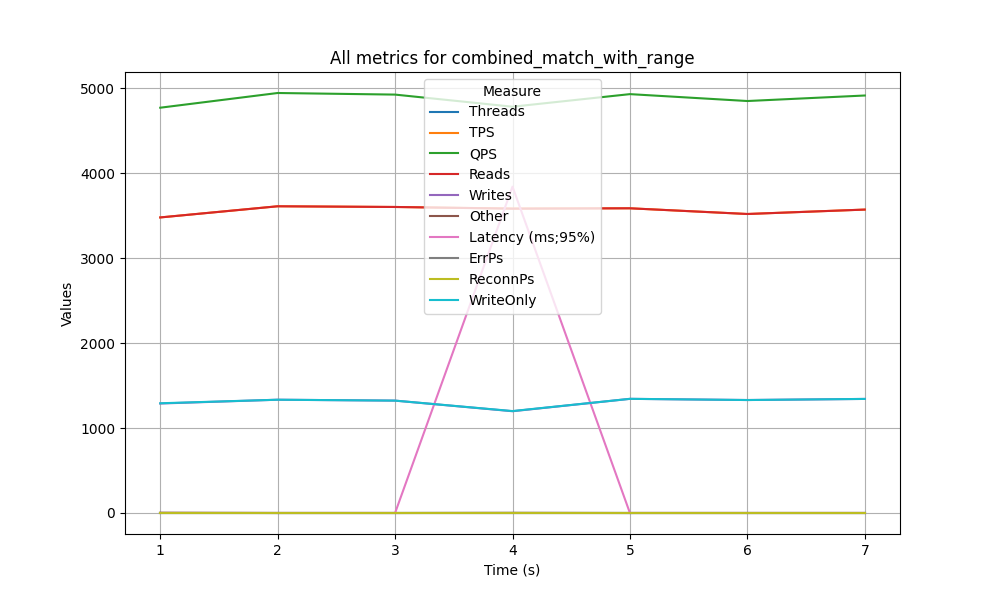 All metrics for combined_match_with_range
Measure
Threads
TPS
QPS
Reads
Writes
Other
Latency (ms;95%)
ErrPs
ReconnPs
WriteOnly
Values
5000
4000
3000
2000
1000
0
1 2 3 4 5 6 7
Time (s)